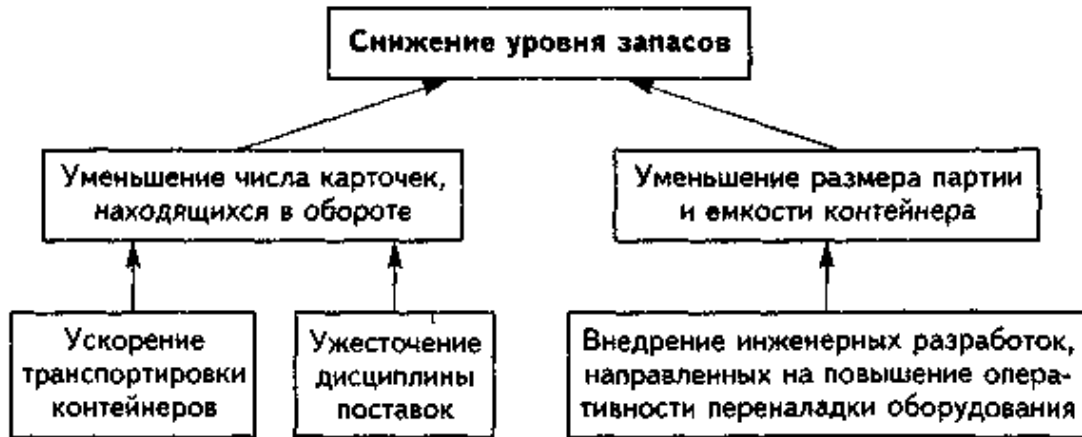 Снижение уровня запасов
Уменьшение числа карточек,
находящихся в обороте
Уменьшение размера партии
и емкости контейнера
Ускорение
транспортировки
контейнеров
Ужесточение
дисциплины
поставок
Внедрение инженерных разработок,
направленных на повышение опера-
тивности переналадки оборудования